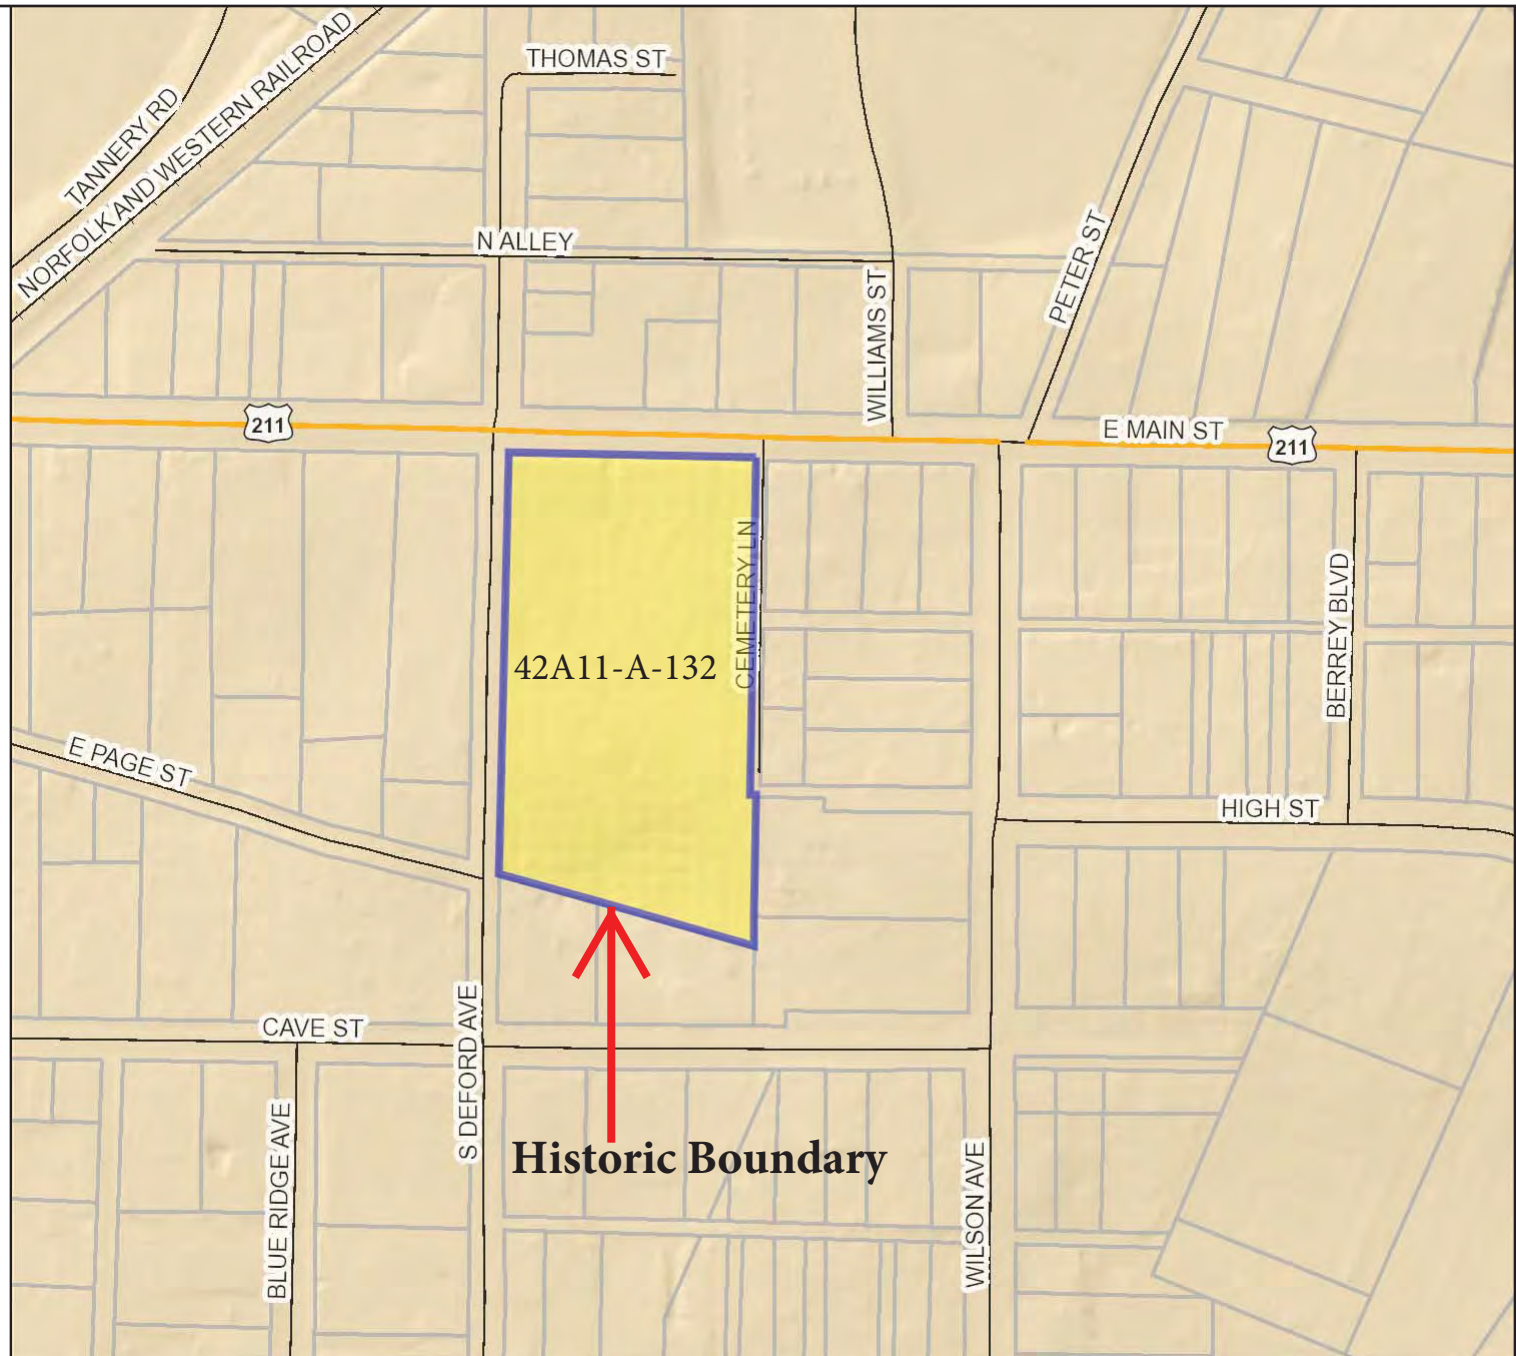 THOMAS ST
TANNERY RD
NORFOLK AND WESTERN RAILROAD
N ALLEY
PETER ST
WILLIAMS ST
211
E MAIN ST
211
CEMETERY LN
42A11-A-132
BERREY BLVD
E PAGE ST
HIGH ST
S DEFORD AVE
CAVE ST
BLUE RIDGE AVE
Historic Boundary
WILSON AVE